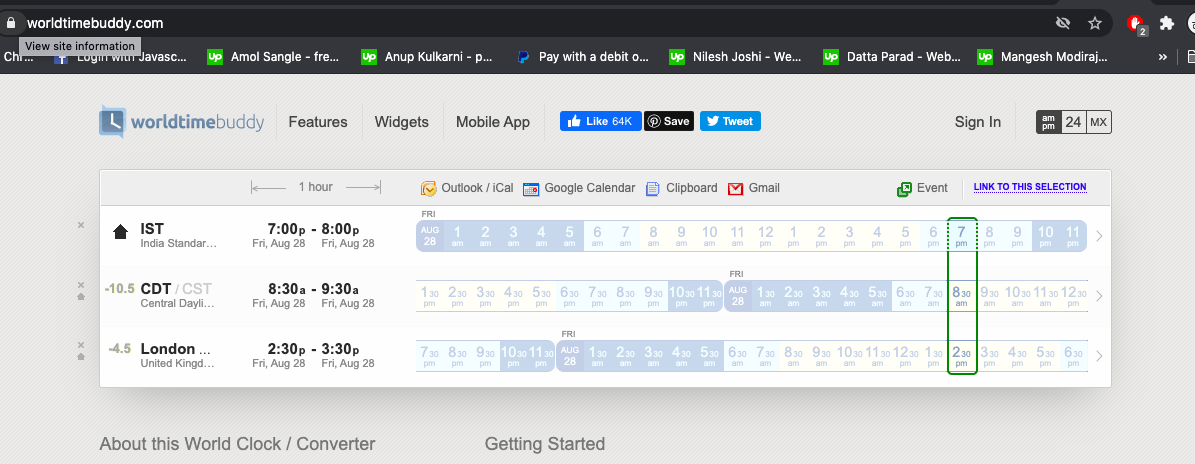 worldtimebuddy.com
2
View site information
Chr... Login with Javasc... Up Amol Sangle - fre... Up Anup Kulkarni - p... Pay with a debit o... Up Nilesh Joshi - We... Up Datta Parad - Web... Up Mangesh Modiraj... »
worldtimebuddy Features Widgets Mobile App Like 64K Save Tweet Sign In am pm 24 MX
1 hour Outlook / iCal Google Calendar Clipboard Gmail Event LINK TO THIS SELECTION
FRI
IST 7:00p - 8:00p AUG 28 1 am 2 am 3 am 4 am 5 am 6 am 7 am 8 am 9 am 10 am 11 am 12 pm 1 pm 2 pm 3 pm 4 pm 5 pm 6 pm 7 pm 8 pm 9 pm 10 pm 11 pm
India Standar... Fri, Aug 28 Fri, Aug 28
FRI
-10.5 CDT / CST 8:30a - 9:30a 1 30 pm 2 30 pm 3 30 pm 4 30 pm 5 30 pm 6 30 pm 7 30 pm 8 30 pm 9 30 pm 10 30 pm 11 30 pm AUG 28 1 30 am 2 30 am 3 30 am 4 30 am 5 30 am 6 30 am 7 30 am 8 30 am 9 30 am 10 30 am 11 30 am 12 30 pm
Central Dayli... Fri, Aug 28 Fri, Aug 28
FRI
-4.5 London ... 2:30p - 3:30p 7 30 pm 8 30 pm 9 30 pm 10 30 pm 11 30 pm AUG 28 1 30 am 2 30 am 3 30 am 4 30 am 5 30 am 6 30 am 7 30 am 8 30 am 9 30 am 10 30 am 11 30 am 12 30 pm 1 30 pm 2 30 pm 3 30 pm 4 30 pm 5 30 pm 6 30 pm
United Kingd... Fri, Aug 28 Fri, Aug 28
About this World Clock / Converter Getting Started